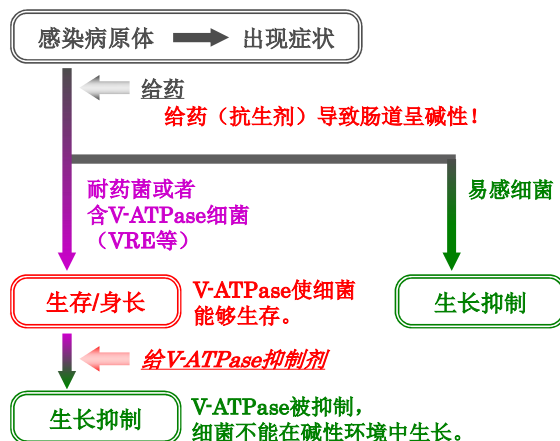 感染病原体 出现症状
给药
给药（抗生剂）导致肠道呈碱性！
耐药菌或者
含V-ATPase细菌
（VRE等）
易感细菌
生存/身长
V-ATPase使细菌
能够生存。
生长抑制
给V-ATPase抑制剂
生长抑制
V-ATPase被抑制，
细菌不能在碱性环境中生长。